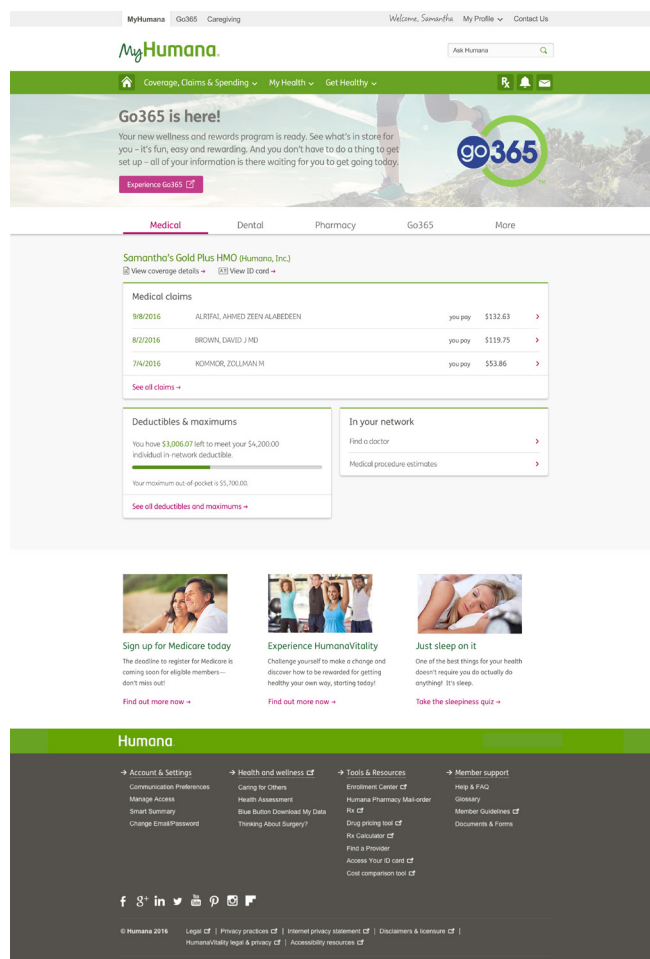 MyHumana Go365 Caregiving Welcome, Samantha My Profile Contact Us
MyHumana.
Ask Humana
Coverage, Claims & Spending My Health Get Healthy Rx
Go365 is here!
Your new wellness and rewards program is ready. See what's in store for
you – it's fun, easy and rewarding. And you don't have to do a thing to get
set up – all of your information is there waiting for you to get going today.
Experience Go365
go365
Medical Dental Pharmacy Go365 More
Samantha's Gold Plus HMO (Humana, Inc.)
View coverage details → View ID card →
Medical claims
9/8/2016 ALRIFAI, AHMED ZEEN ALABEDEEN you pay $132.63
8/2/2016 BROWN, DAVID J MD you pay $119.75
7/4/2016 KOMMOR, ZOLLMAN M you pay $53.86
See all claims →
Deductibles & maximums
You have $3,006.07 left to meet your $4,200.00
individual in-network deductible.
Your maximum out-of-pocket is $5,700.00.
See all deductibles and maximums →
In your network
Find a doctor
Medical procedure estimates
Sign up for Medicare today
The deadline to register for Medicare is
coming soon for eligible members—
don't miss out!
Find out more now →
Experience HumanaVitality
Challenge yourself to make a change and
discover how to be rewarded for getting
healthy your own way, starting today!
Find out more now →
Just sleep on it
One of the best things for your health
doesn't require you do actually do
anything! It's sleep.
Take the sleepiness quiz →
Humana
→ Account & Settings
Communication Preferences
Manage Access
Smart Summary
Change Email/Password
→ Health and wellness
Caring for Others
Health Assessment
Blue Button Download My Data
Thinking About Surgery?
→ Tools & Resources
Enrollment Center
Humana Pharmacy Mail-order
Rx
Drug pricing tool
Rx Calculator
Find a Provider
Access Your ID card
Cost comparison tool
→ Member support
Help & FAQ
Glossary
Member Guidelines
Documents & Forms
© Humana 2016 Legal | Privacy practices | Internet privacy statement | Disclaimers & licensure |
HumanaVitality legal & privacy | Accessibility resources